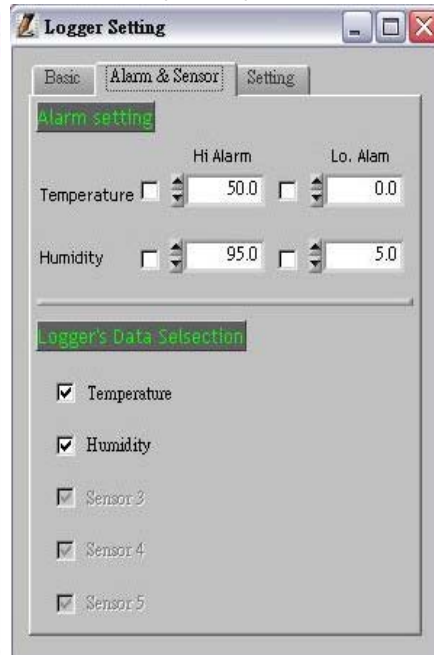 Logger Setting
Basic Alarm & Sensor Setting
Alarm setting
Hi Alarm Lo. Alam
Temperature 50.0 0.0
Humidity 95.0 5.0
Logger's Data Selsection
Temperature
Humidity
Sensor 3
Sensor 4
Sensor 5